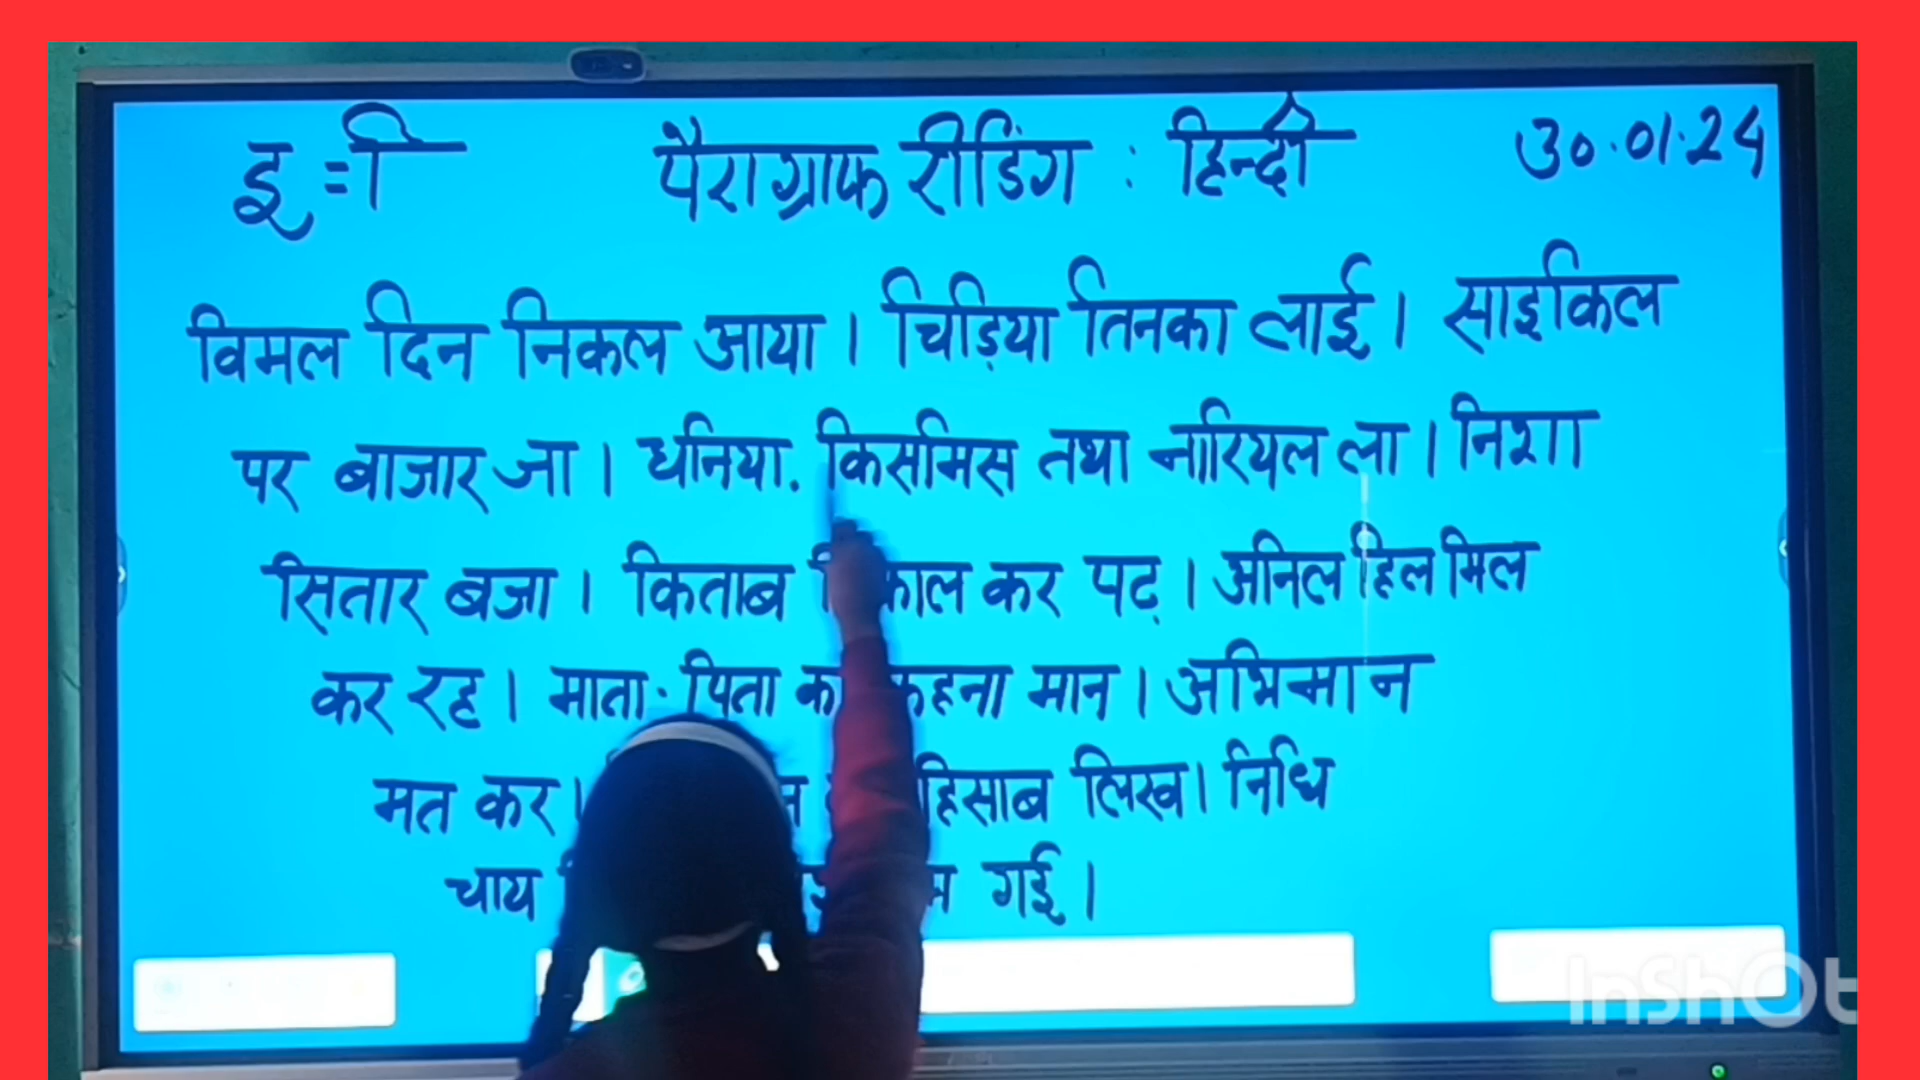 इ = ि पैराग्राफ रीडिंग : हिन्दी 30.01.24
विमल दिन निकल आया । चिड़िया तिनका लाई । साइकिल
पर बाजार जा । धनिया. किसमिस तथा नारियल ला । निशा
सितार बजा । किताब कर पढ़ । अनिल हिल मिल
कर रह । माता - पिता कहना मान । अभिमान
मत कर । हिसाब लिख । निधि
चाय गई ।
InShOt